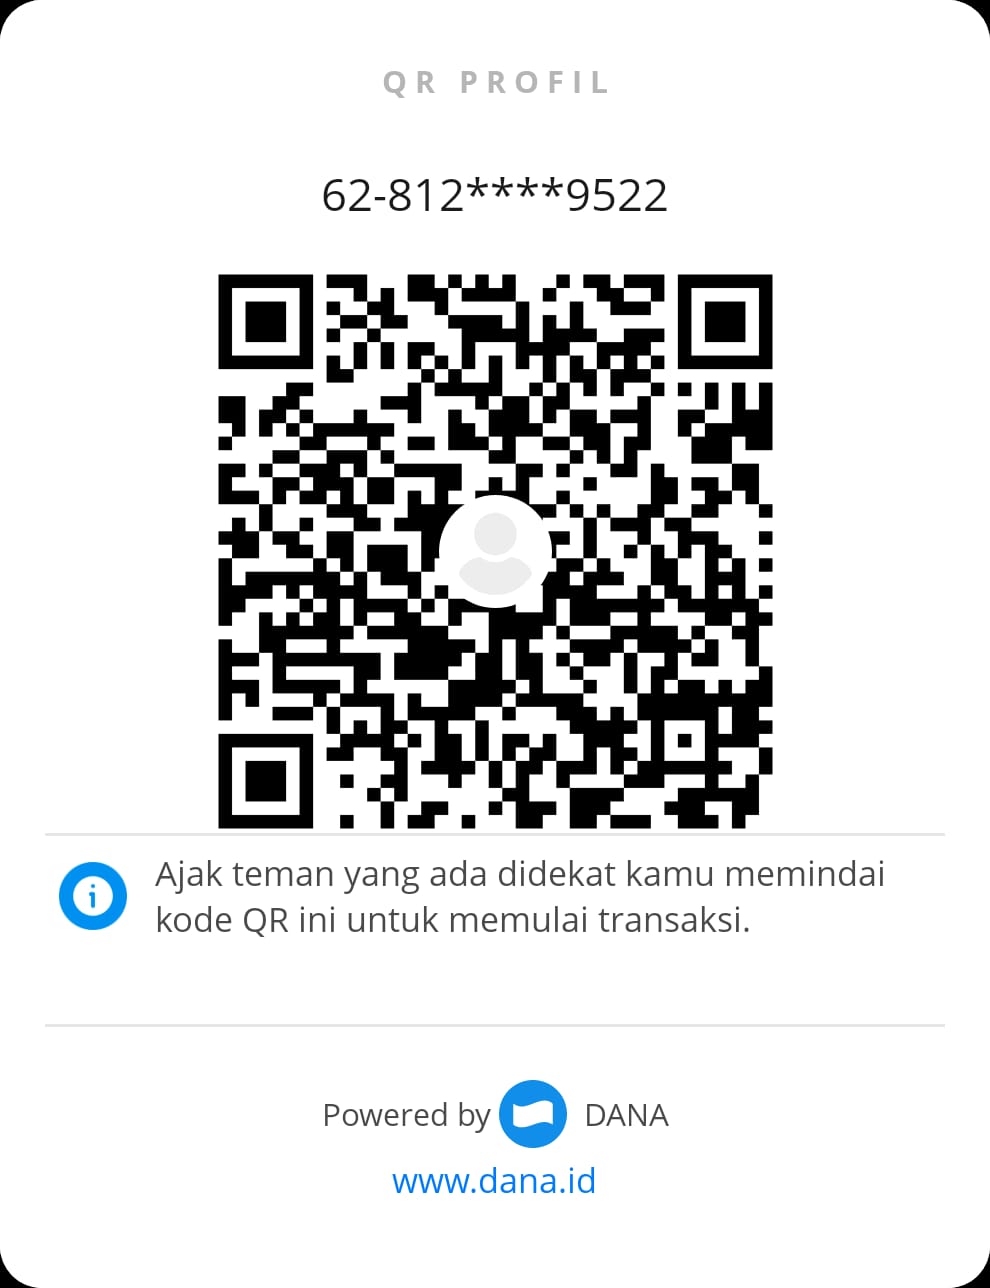 QR PROFIL
62-812****9522
Ajak teman yang ada didekat kamu memindai
kode QR ini untuk memulai transaksi.
Powered by DANA
www.dana.id